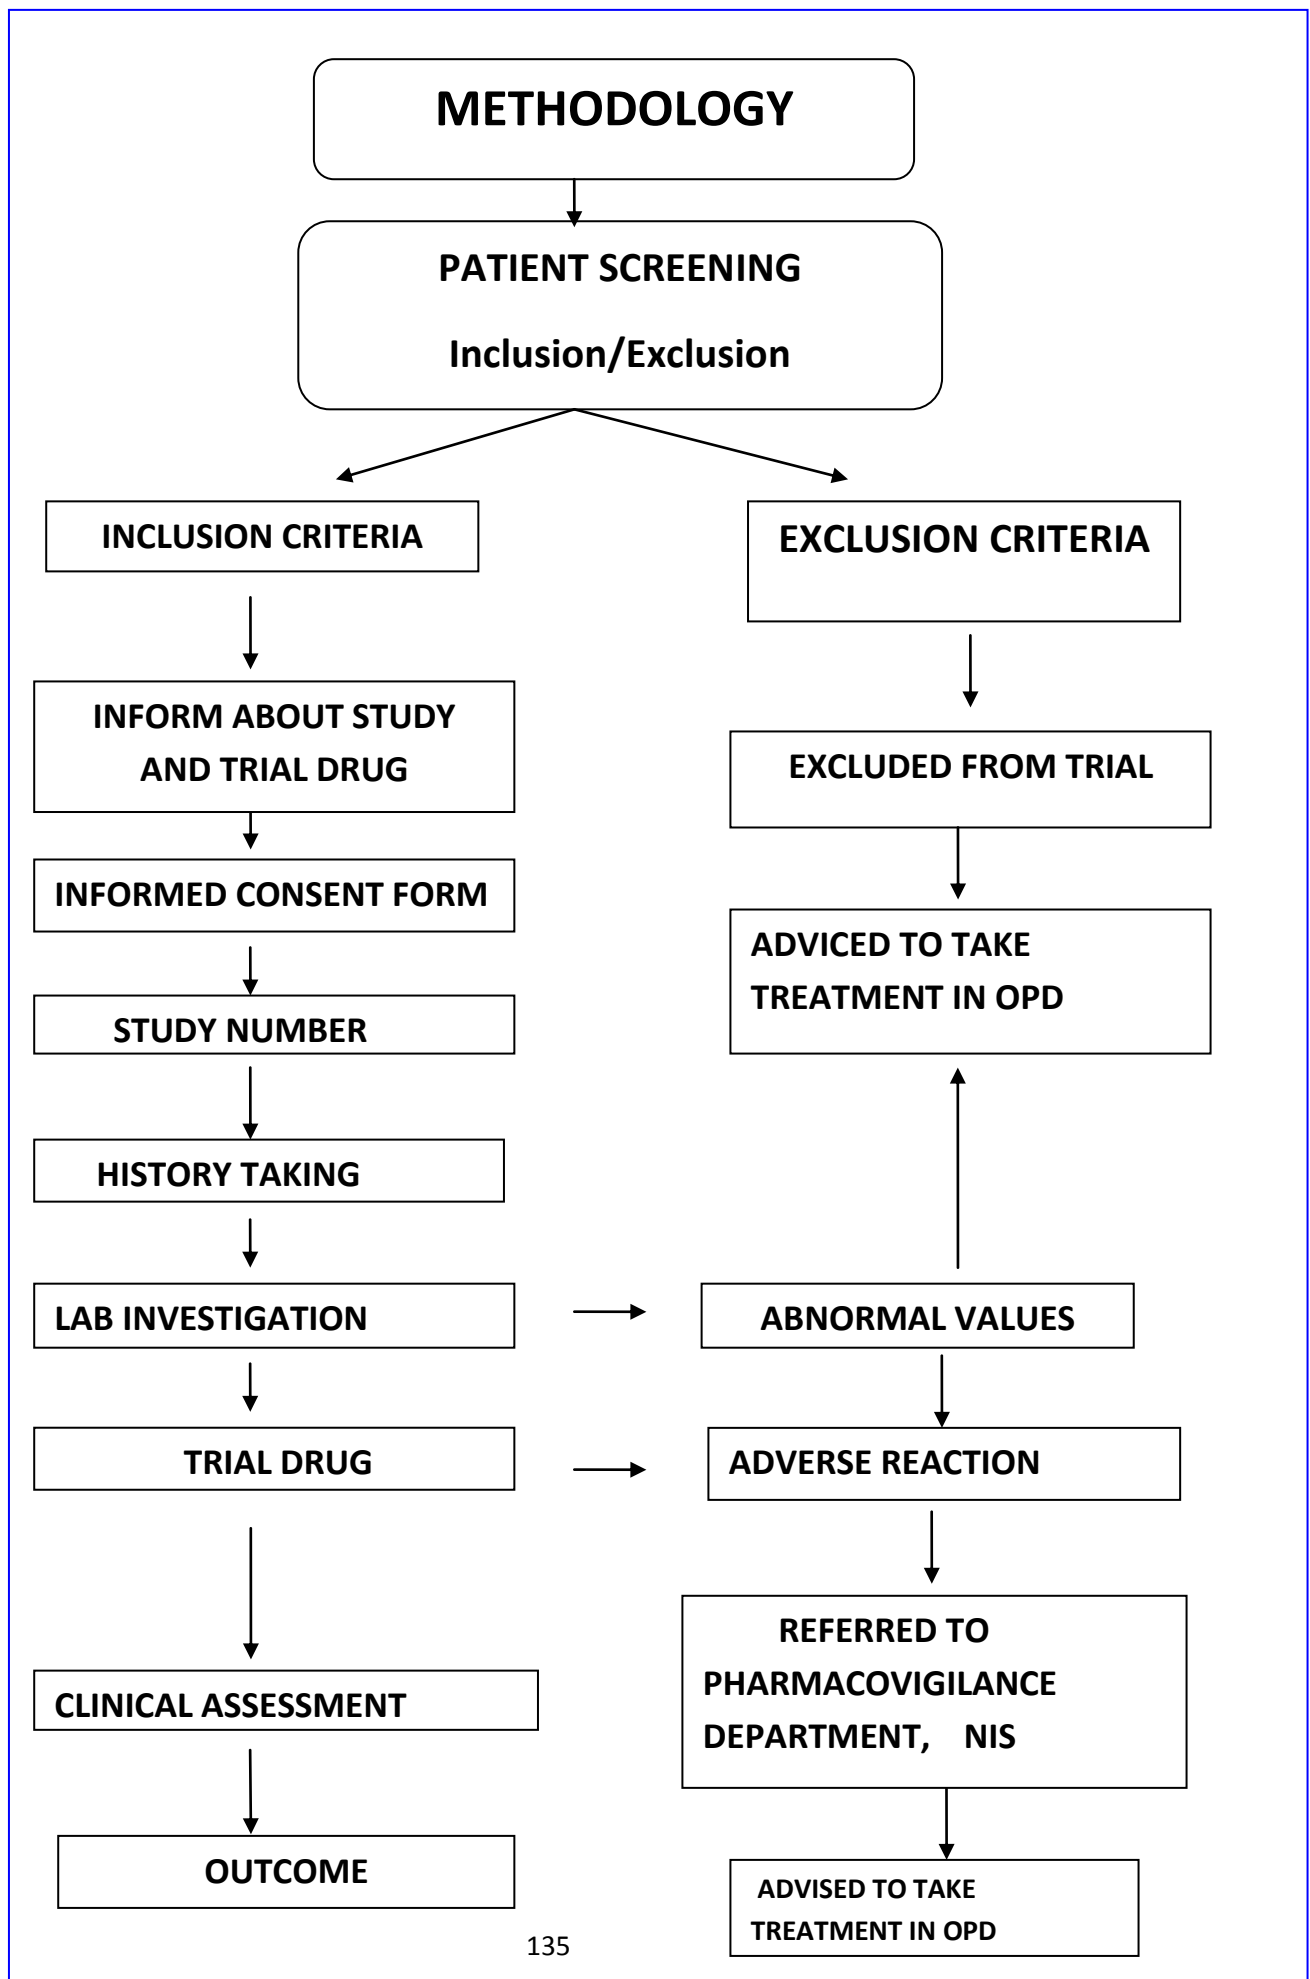 METHODOLOGY
PATIENT SCREENING
Inclusion/Exclusion
INCLUSION CRITERIA
EXCLUSION CRITERIA
INFORM ABOUT STUDY
AND TRIAL DRUG
EXCLUDED FROM TRIAL
INFORMED CONSENT FORM
ADVICED TO TAKE
TREATMENT IN OPD
STUDY NUMBER
HISTORY TAKING
LAB INVESTIGATION
ABNORMAL VALUES
TRIAL DRUG
ADVERSE REACTION
REFERRED TO
PHARMACOVIGILANCE
DEPARTMENT, NIS
CLINICAL ASSESSMENT
OUTCOME
ADVISED TO TAKE
TREATMENT IN OPD
135